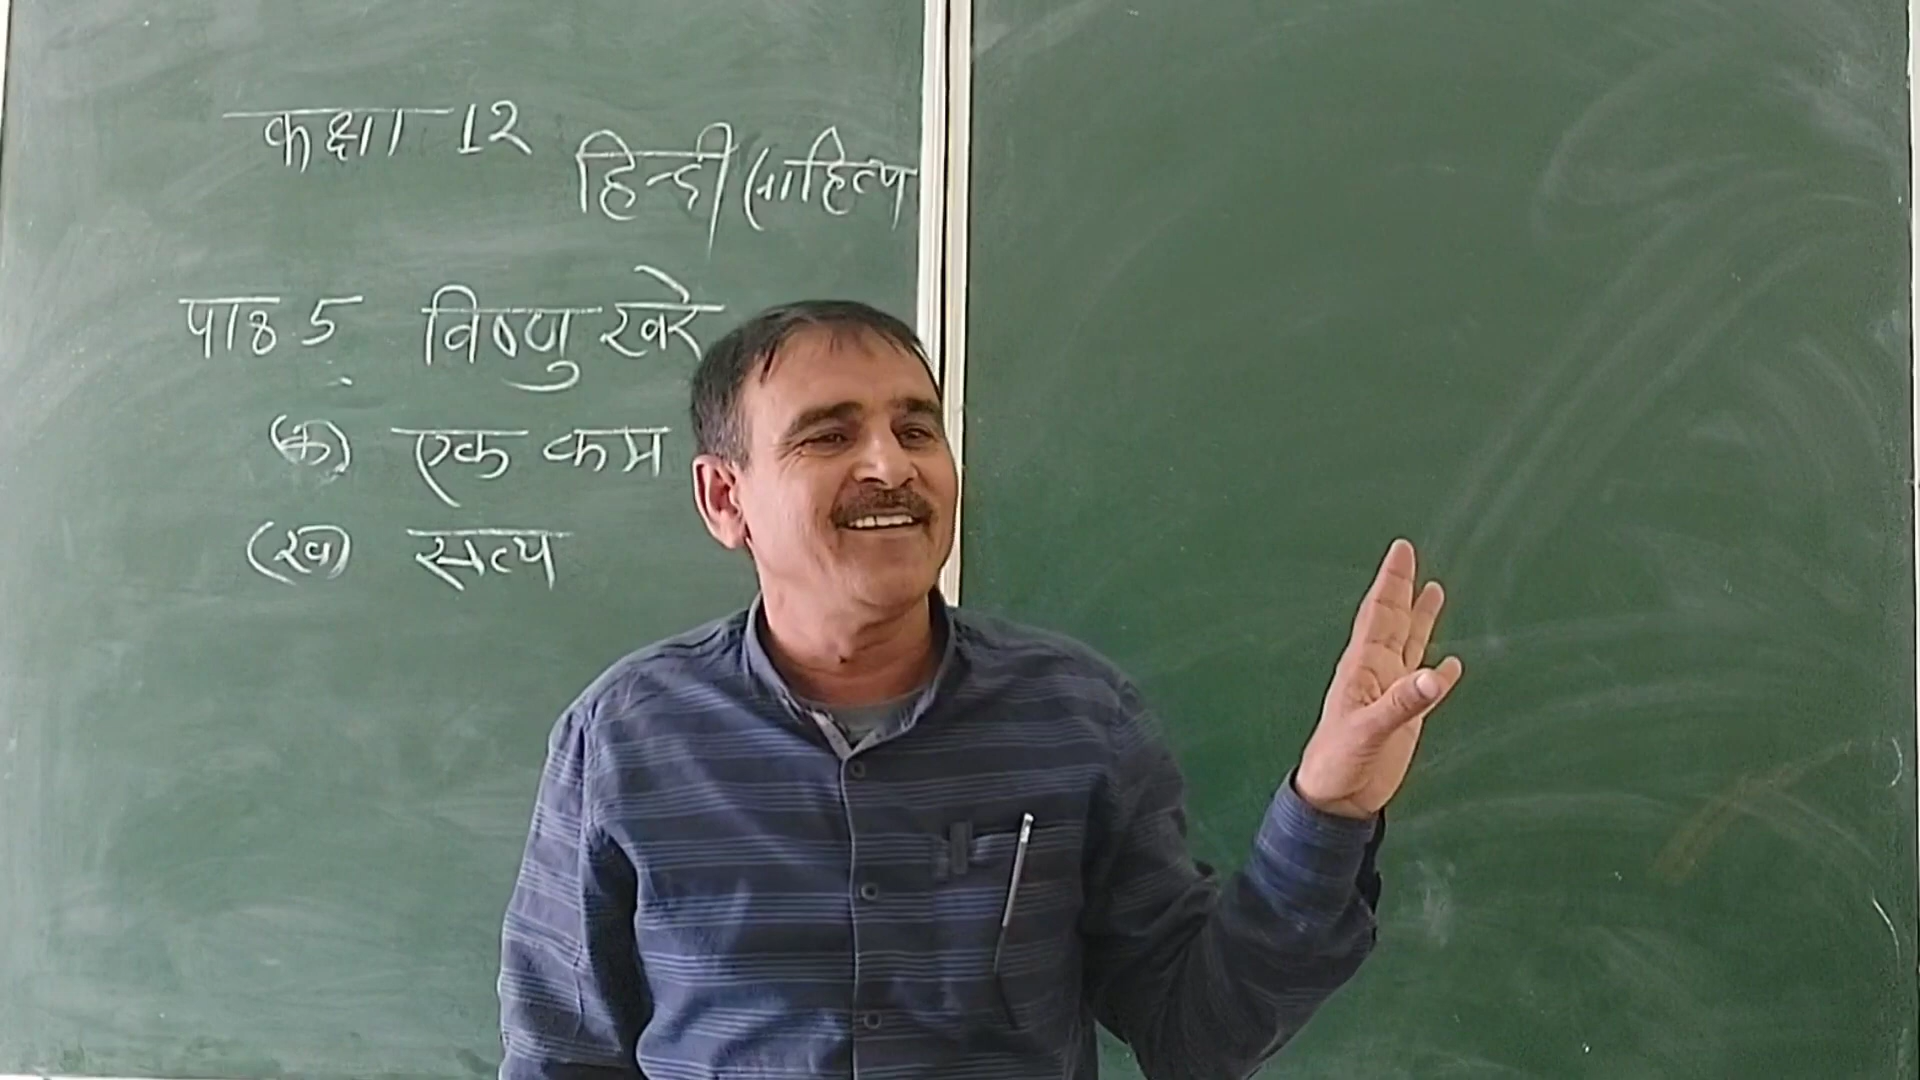 कक्षा 12
हिन्दी साहित्य
पाठ 5 विष्णु खरे
(क) एक कम
(ख) सत्य